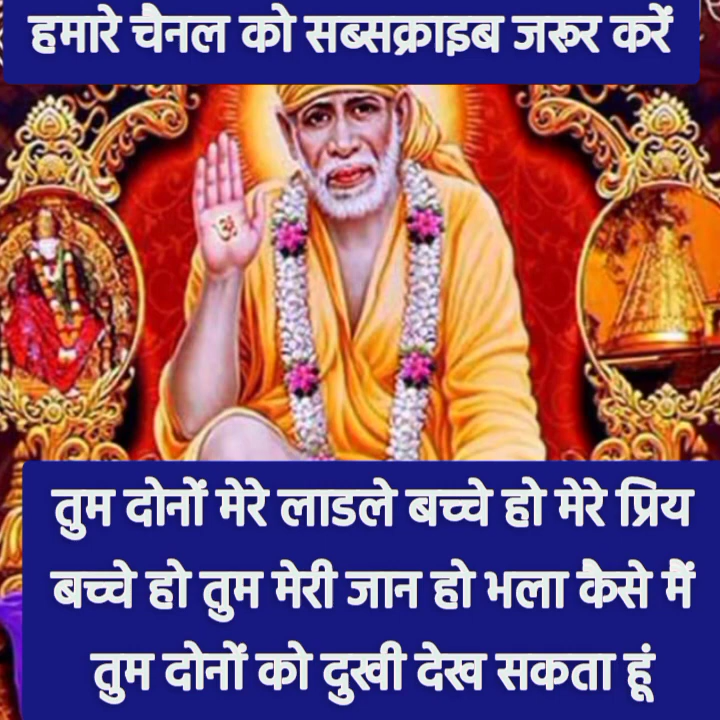 हमारे चैनल को सब्सक्राइब जरूर करें
ॐ
तुम दोनों मेरे लाडले बच्चे हो मेरे प्रिय
बच्चे हो तुम मेरी जान हो भला कैसे मैं
तुम दोनों को दुखी देख सकता हूं